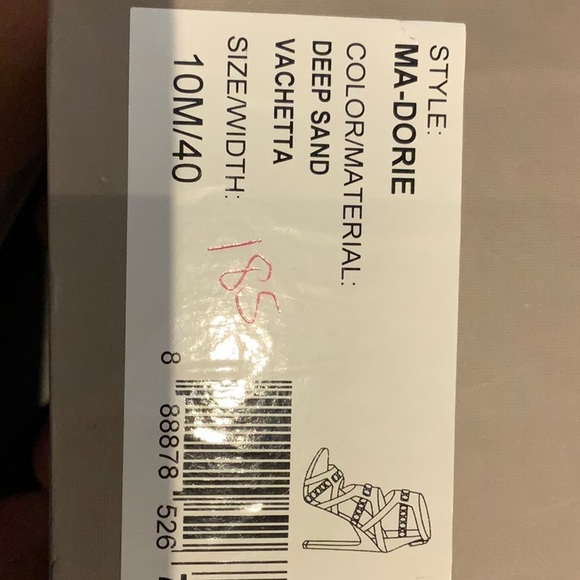 STYLE:
MA-DORIE
COLOR/MATERIAL:
DEEP SAND
VACHETTA
SIZE/WIDTH:
10M/40
185
8 88878 526